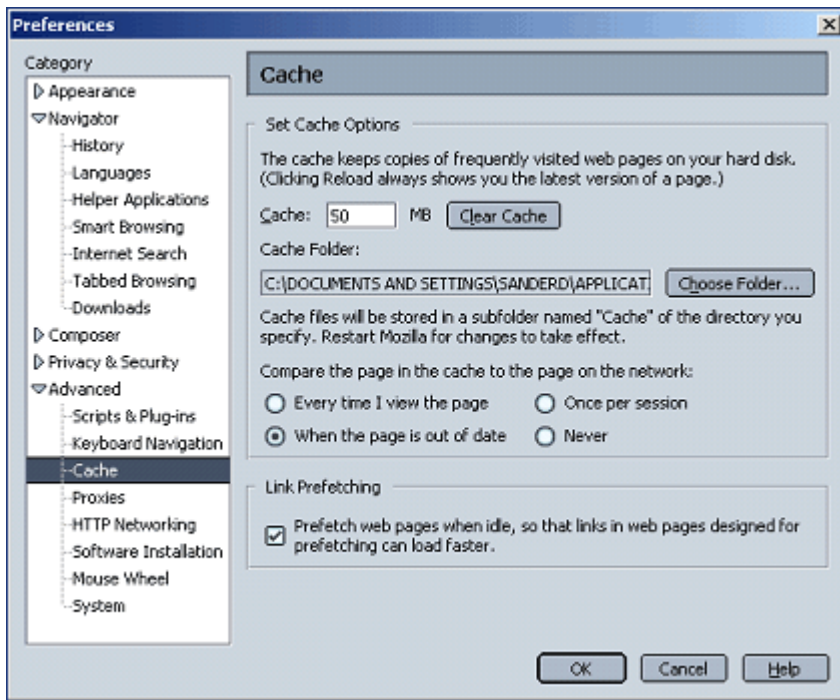 Preferences
Category
Appearance
Navigator
History
Languages
Helper Applications
Smart Browsing
Internet Search
Tabbed Browsing
Downloads
Composer
Privacy & Security
Advanced
Scripts & Plug-ins
Keyboard Navigation
Cache
Proxies
HTTP Networking
Software Installation
Mouse Wheel
System
Cache
Set Cache Options
The cache keeps copies of frequently visited web pages on your hard disk.
(Clicking Reload always shows you the latest version of a page.)
Cache: 50 MB Clear Cache
Cache Folder:
C:\DOCUMENTS AND SETTINGS\SANDERD\APPLICAT Choose Folder...
Cache files will be stored in a subfolder named "Cache" of the directory you
specify. Restart Mozilla for changes to take effect.
Compare the page in the cache to the page on the network:
Every time I view the page Once per session
When the page is out of date Never
Link Prefetching
Prefetch web pages when idle, so that links in web pages designed for
prefetching can load faster.
OK Cancel Help